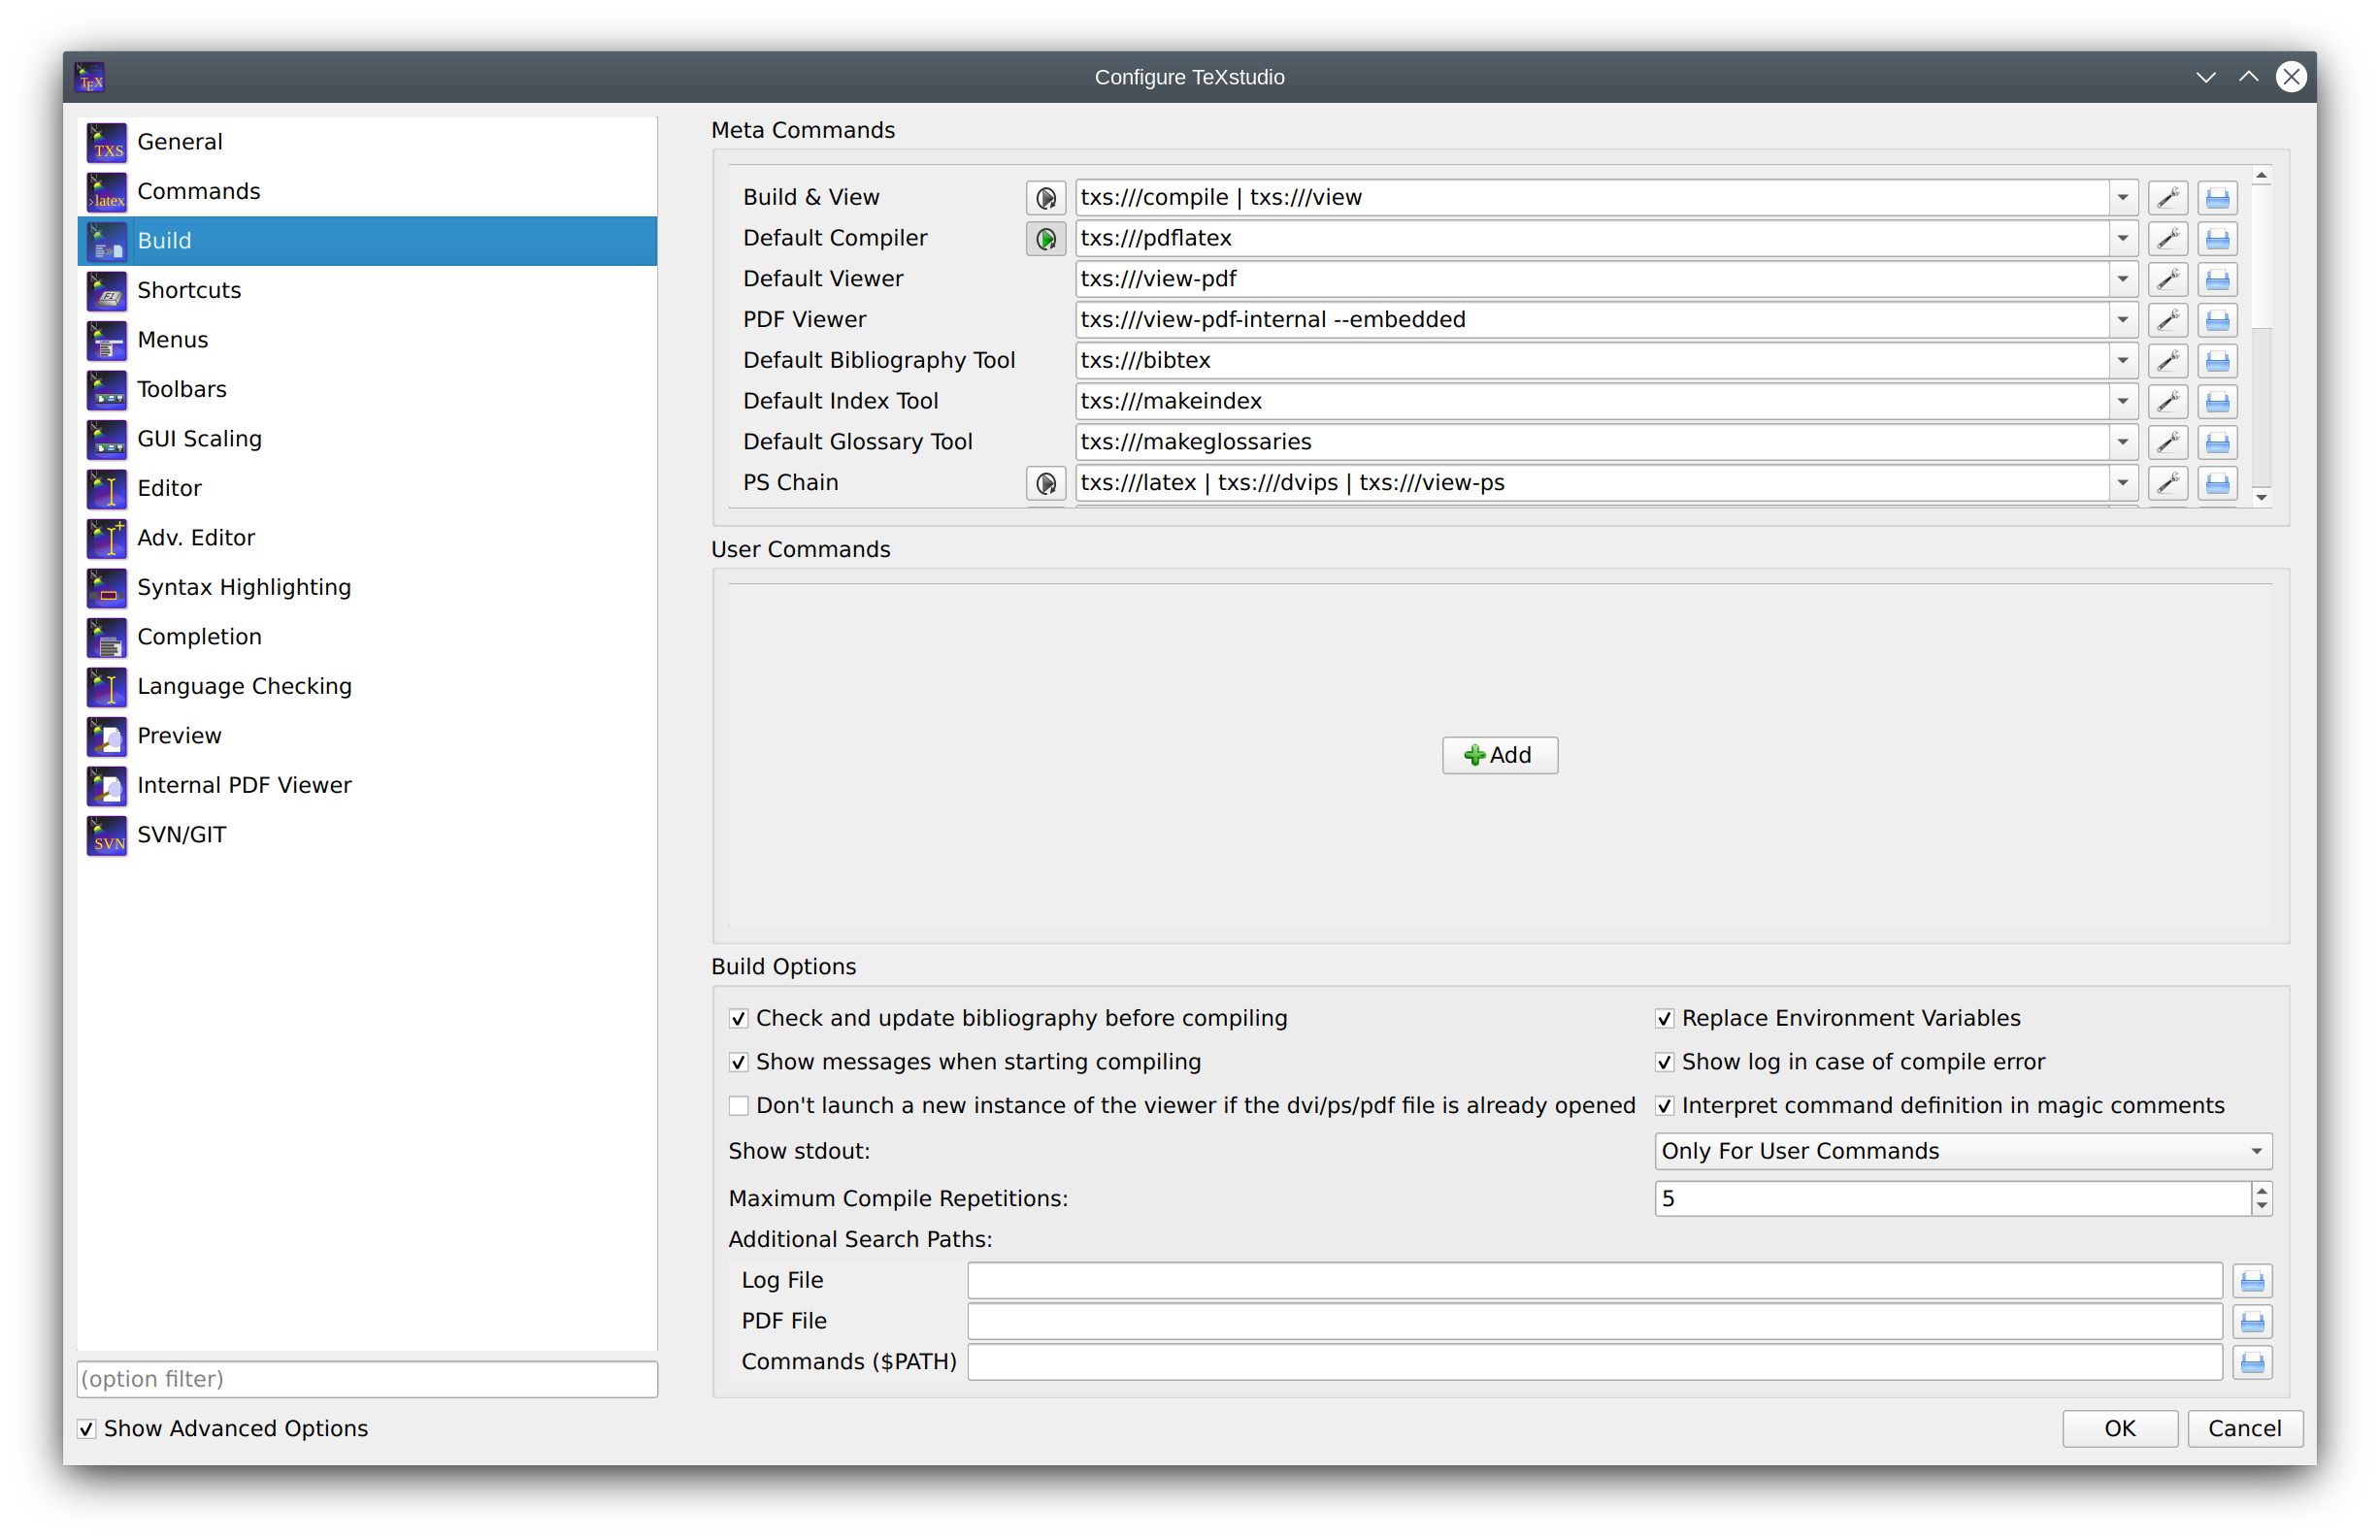 Configure TeXstudio
General
Commands
Build
Shortcuts
Menus
Toolbars
GUI Scaling
Editor
Adv. Editor
Syntax Highlighting
Completion
Language Checking
Preview
Internal PDF Viewer
SVN/GIT
(option filter)
Show Advanced Options
Meta Commands
Build & View txs:///compile | txs:///view
Default Compiler txs:///pdflatex
Default Viewer txs:///view-pdf
PDF Viewer txs:///view-pdf-internal --embedded
Default Bibliography Tool txs:///bibtex
Default Index Tool txs:///makeindex
Default Glossary Tool txs:///makeglossaries
PS Chain txs:///latex | txs:///dvips | txs:///view-ps
User Commands
Add
Build Options
Check and update bibliography before compiling Replace Environment Variables
Show messages when starting compiling Show log in case of compile error
Don't launch a new instance of the viewer if the dvi/ps/pdf file is already opened Interpret command definition in magic comments
Show stdout: Only For User Commands
Maximum Compile Repetitions: 5
Additional Search Paths:
Log File
PDF File
Commands ($PATH)
OK Cancel